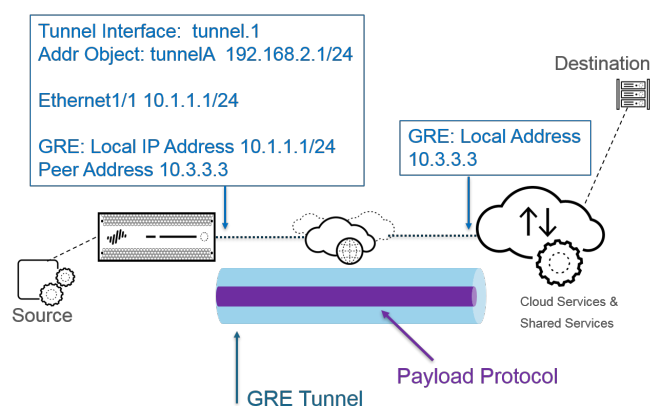 Tunnel Interface: tunnel.1
Addr Object: tunnelA 192.168.2.1/24
Ethernet1/1 10.1.1.1/24
GRE: Local IP Address 10.1.1.1/24
Peer Address 10.3.3.3
Destination
GRE: Local Address
10.3.3.3
Source
Cloud Services &
Shared Services
Payload Protocol
GRE Tunnel